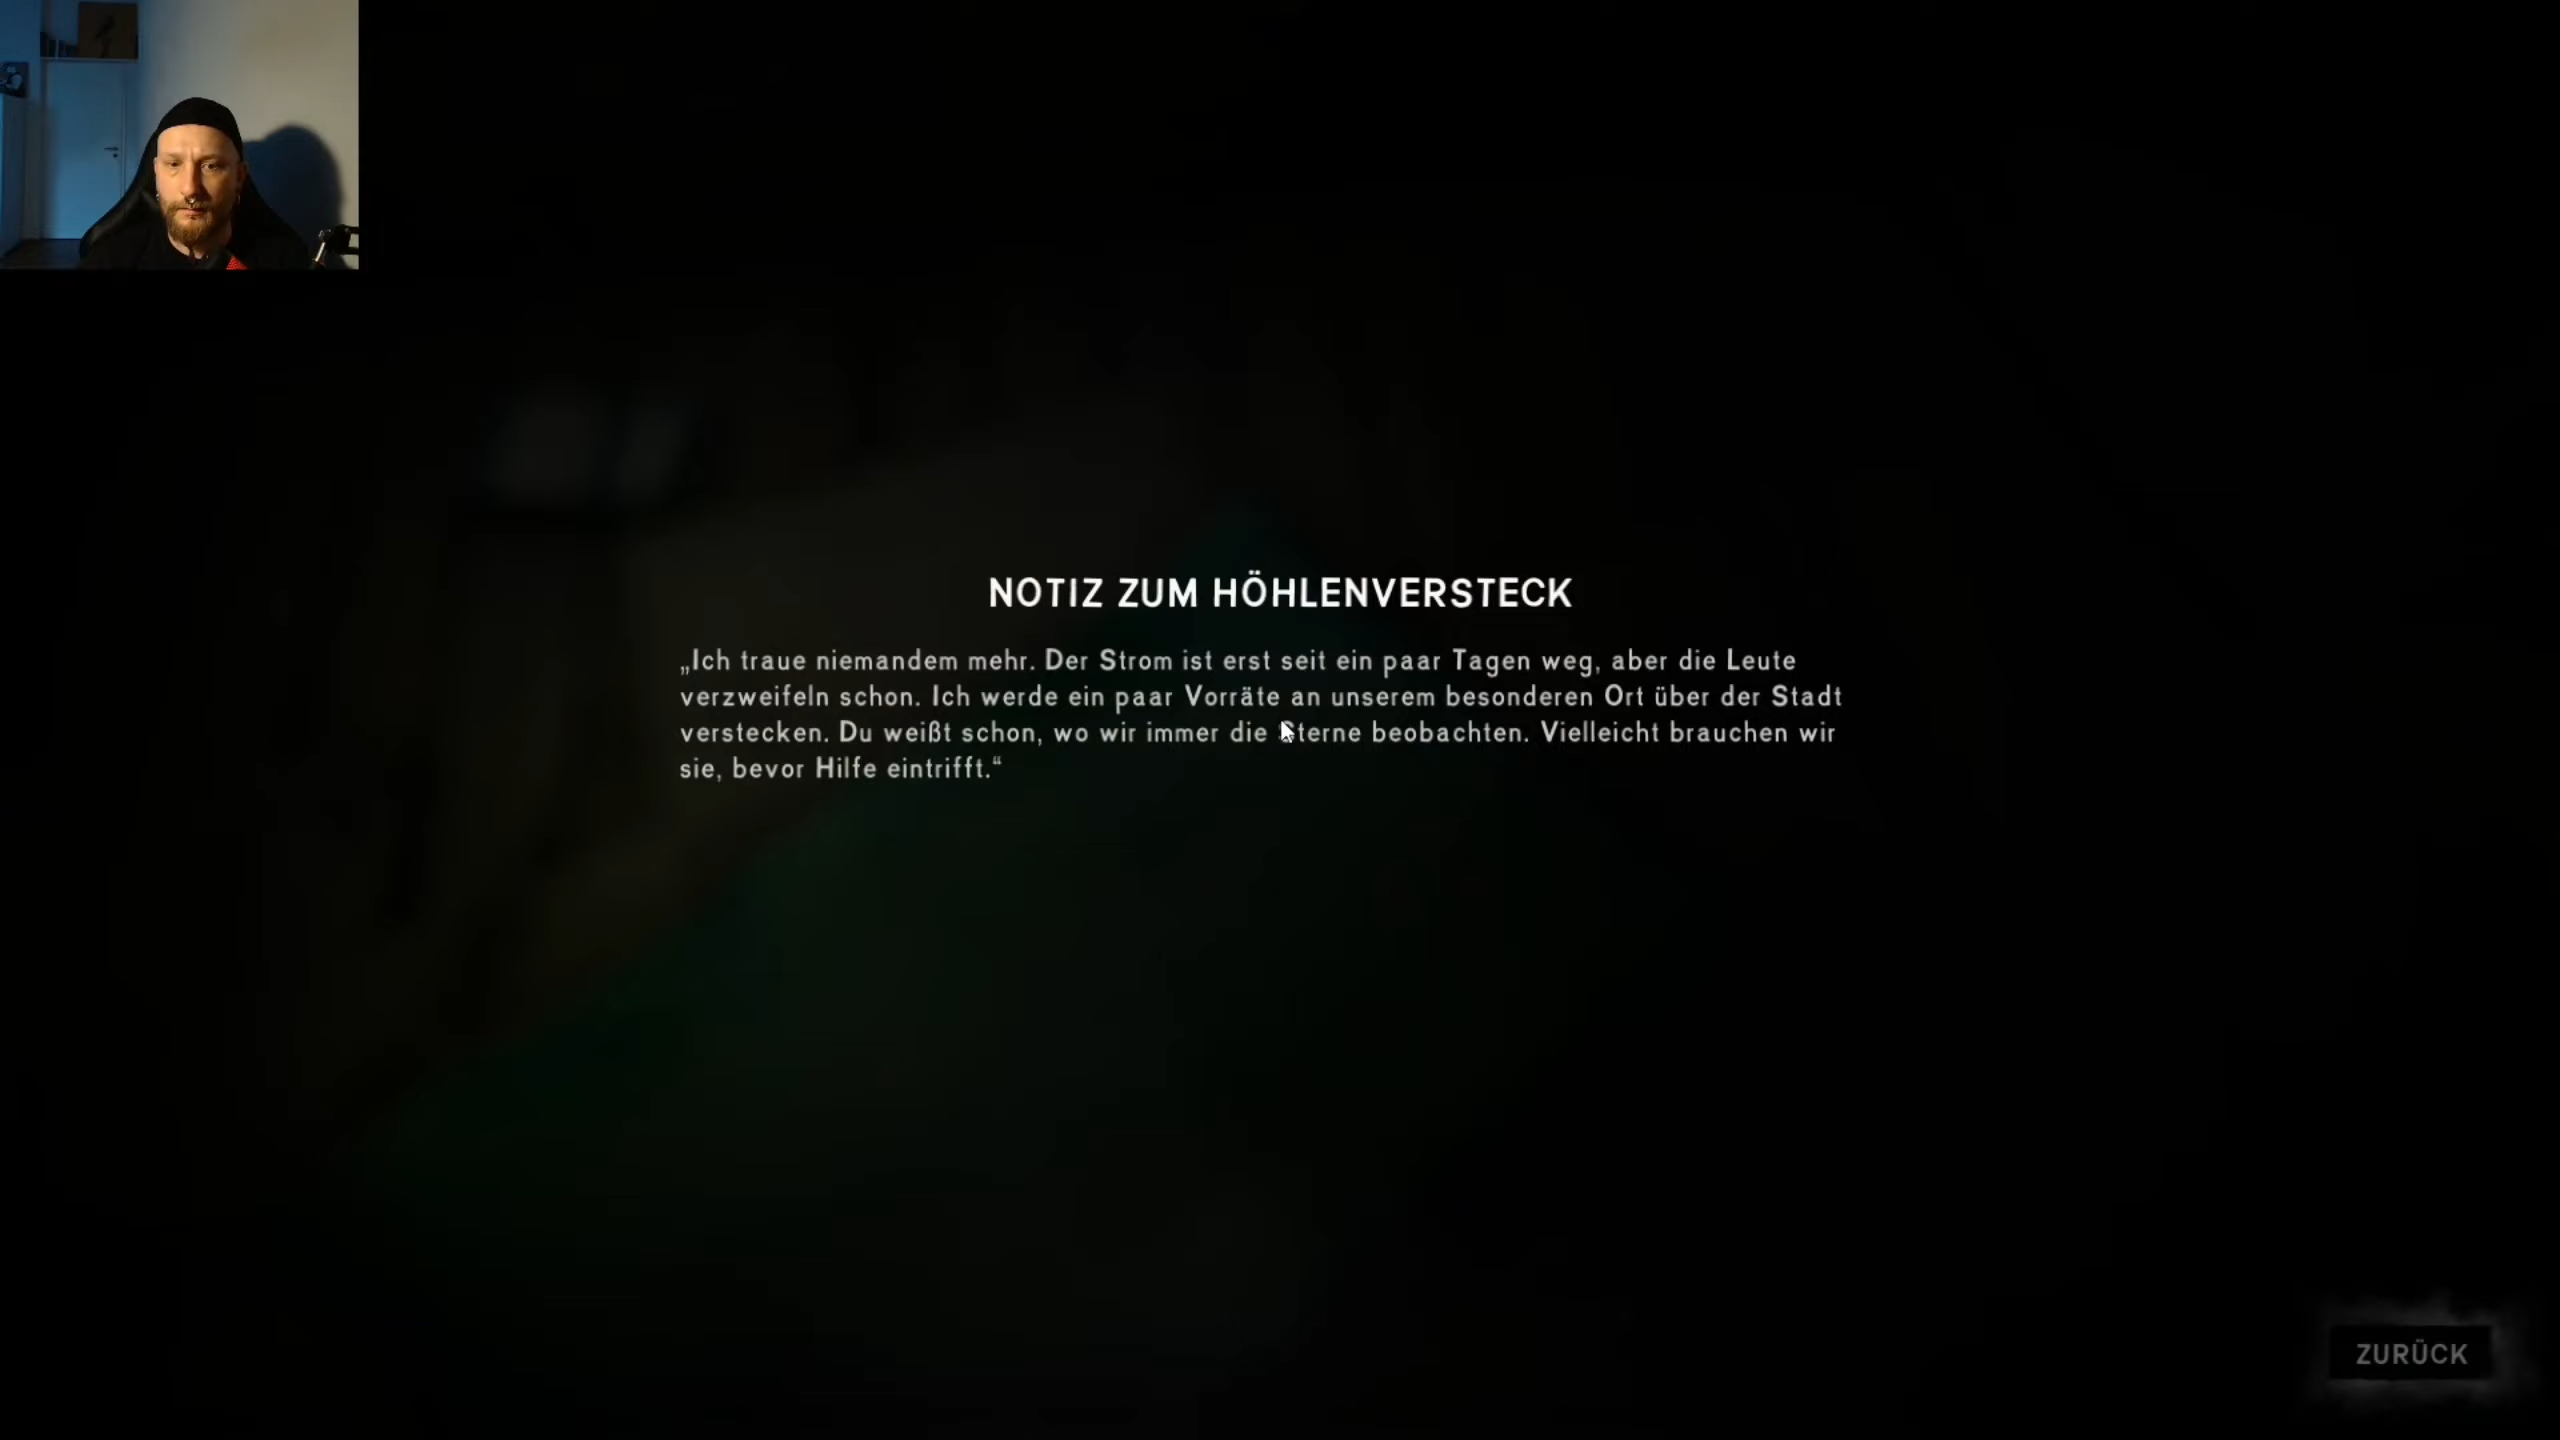 NOTIZ ZUM HÖHLENVERSTECK
„Ich traue niemandem mehr. Der Strom ist erst seit ein paar Tagen weg, aber die Leute
verzweifeln schon. Ich werde ein paar Vorräte an unserem besonderen Ort über der Stadt
verstecken. Du weißt schon, wo wir immer die Sterne beobachten. Vielleicht brauchen wir
sie, bevor Hilfe eintrifft.“
ZURÜCK